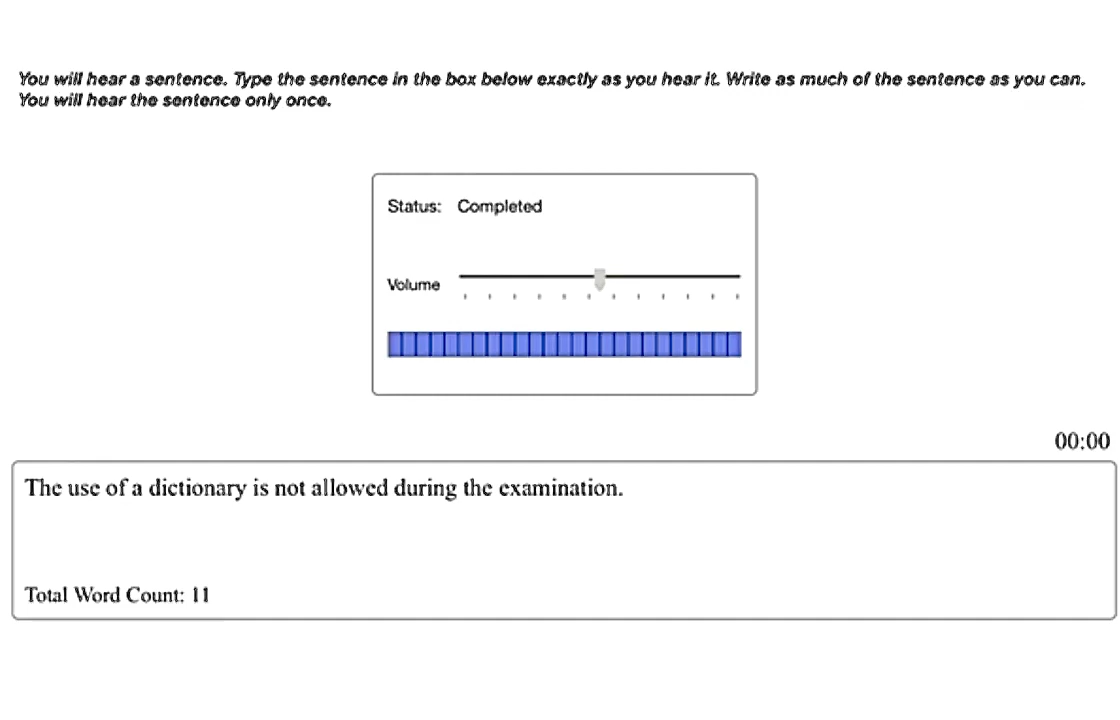 You will hear a sentence. Type the sentence in the box below exactly as you hear it. Write as much of the sentence as you can.
You will hear the sentence only once.
Status: Completed
Volume
00:00
The use of a dictionary is not allowed during the examination.
Total Word Count: 11